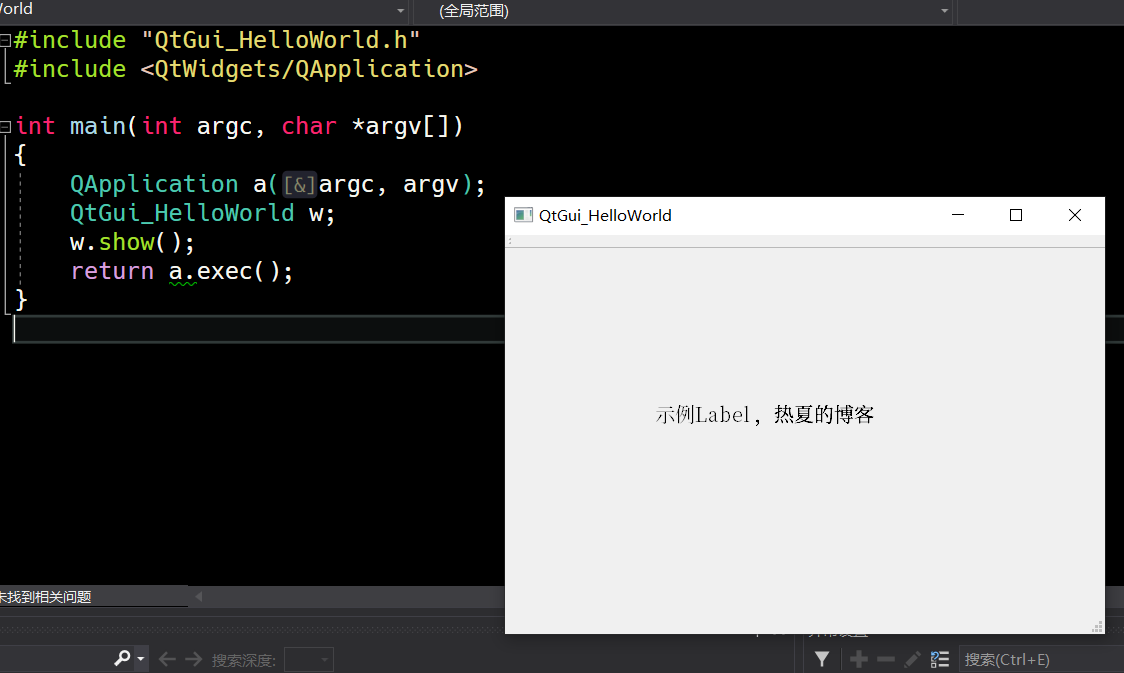 orld
(全局范围)
#include "QtGui_HelloWorld.h"
#include <QtWidgets/QApplication>
int main(int argc, char *argv[])
{
QApplication a([&]argc, argv);
QtGui_HelloWorld w;
w.show();
return a.exec();
}
QtGui_HelloWorld
示例Label，热夏的博客
未找到相关问题
搜索深度:
搜索(Ctrl+E)